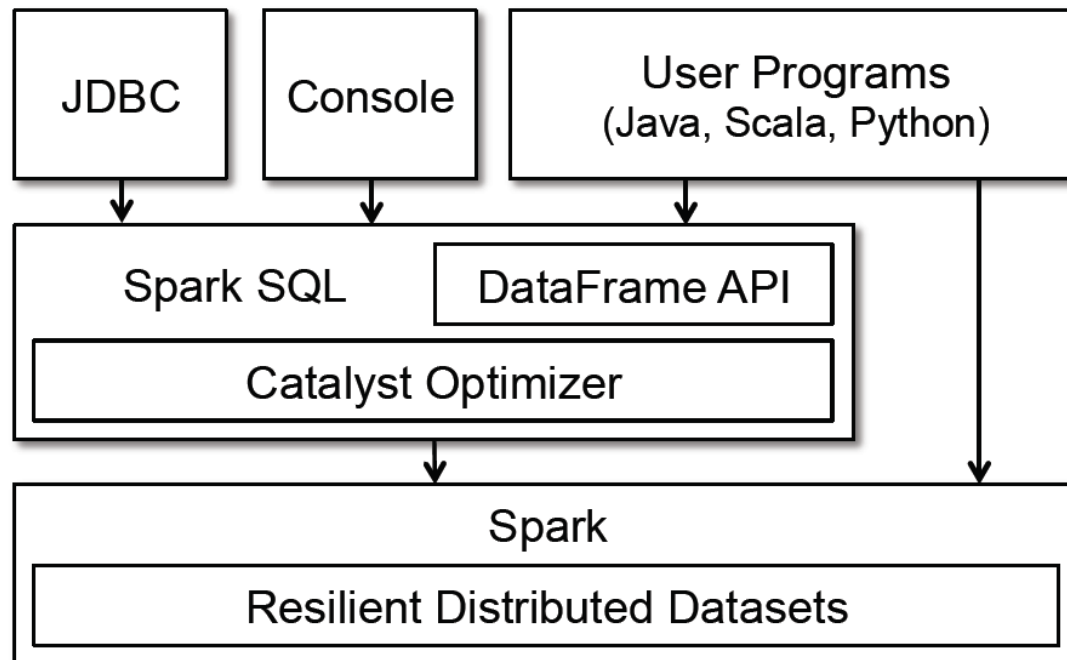 JDBC
Console
User Programs
(Java, Scala, Python)
Spark SQL
DataFrame API
Catalyst Optimizer
Spark
Resilient Distributed Datasets